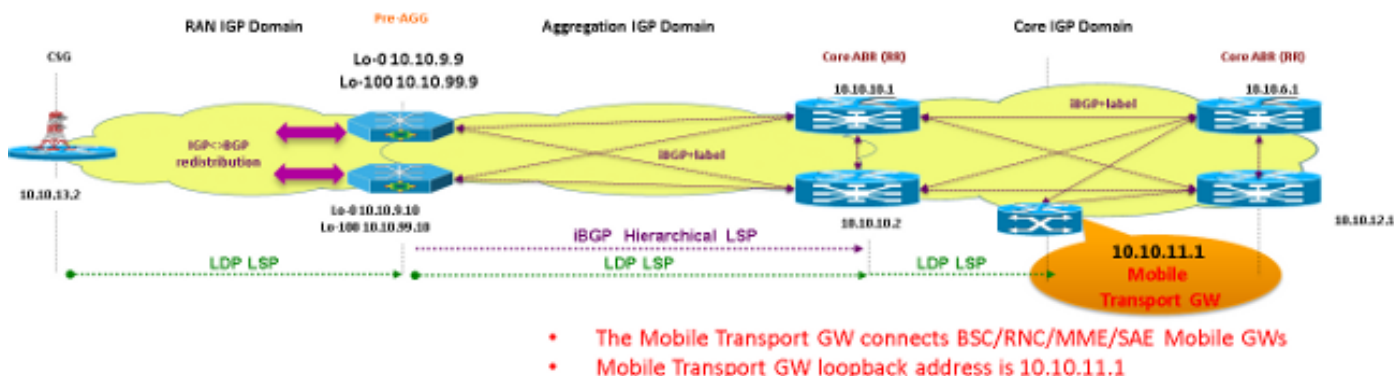 RAN IGP Domain
Pre-AGG
Aggregation IGP Domain
Core IGP Domain
CSG
Lo-0 10.10.9.9
Lo-100 10.10.99.9
Core ABR (RR)
10.10.10.1
Core ABR (RR)
10.10.6.1
iBGP+label
IGP<>BGP
redistribution
iBGP+label
10.10.13.2
Lo-0 10.10.9.10
Lo-100 10.10.99.10
10.10.10.2
10.10.12.1
iBGP Hierarchical LSP
LDP LSP
LDP LSP
LDP LSP
10.10.11.1
Mobile
Transport GW
• The Mobile Transport GW connects BSC/RNC/MME/SAE Mobile GWs
• Mobile Transport GW loopback address is 10.10.11.1